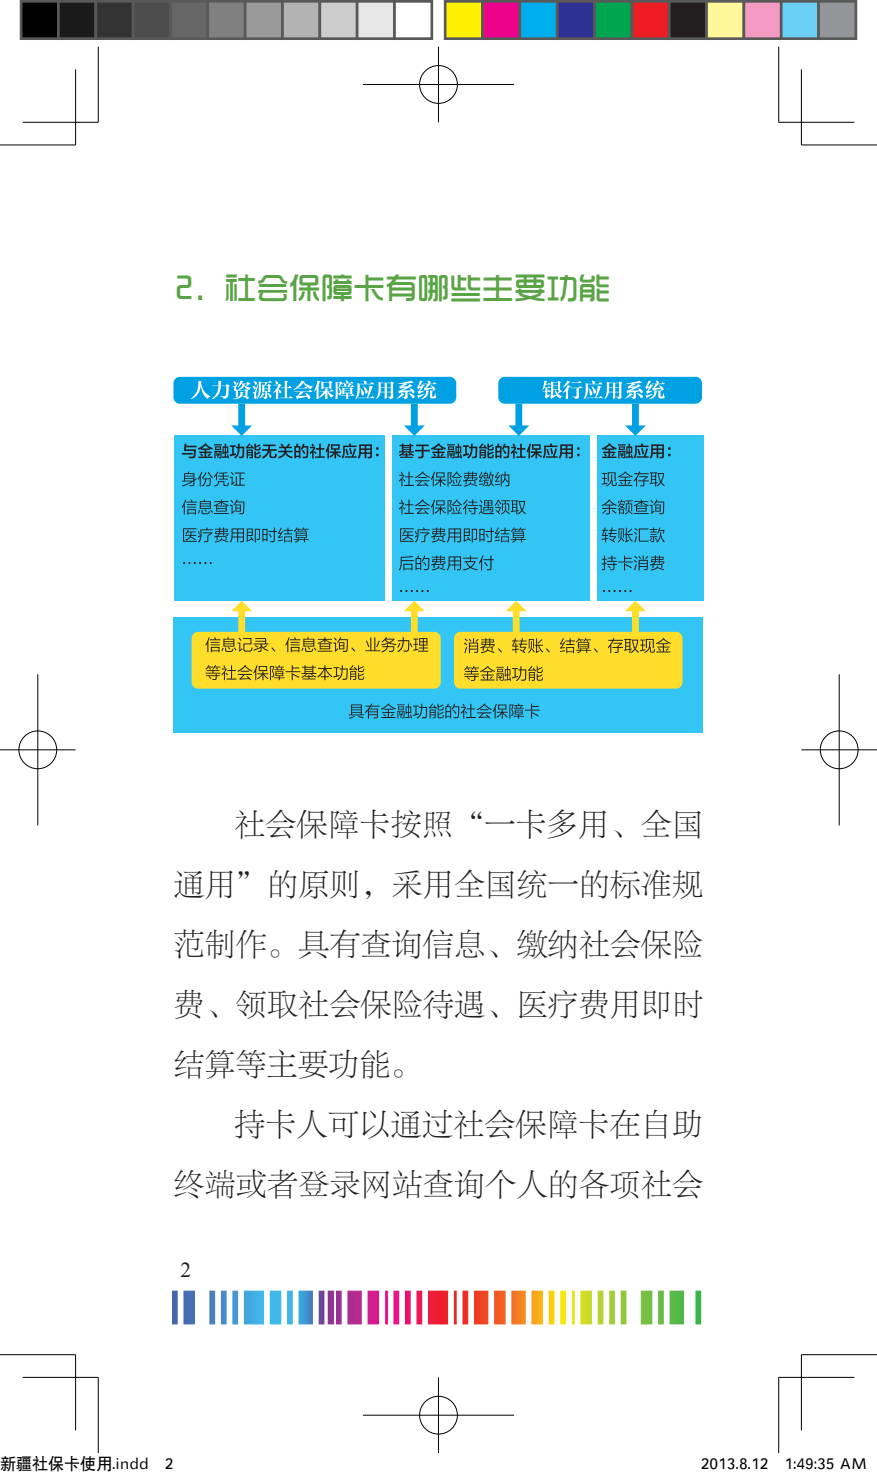 2. 社会保障卡有哪些主要功能
人力资源社会保障应用系统
银行应用系统
与金融功能无关的社保应用：
身份凭证
信息查询
医疗费用即时结算
……
基于金融功能的社保应用：
社会保险费缴纳
社会保险待遇领取
医疗费用即时结算
后的费用支付
……
金融应用：
现金存取
余额查询
转账汇款
持卡消费
……
信息记录、信息查询、业务办理
等社会保障卡基本功能
消费、转账、结算、存取现金
等金融功能
具有金融功能的社会保障卡
社会保障卡按照“一卡多用、全国
通用”的原则，采用全国统一的标准规
范制作。具有查询信息、缴纳社会保险
费、领取社会保险待遇、医疗费用即时
结算等主要功能。
持卡人可以通过社会保障卡在自助
终端或者登录网站查询个人的各项社会
2
新疆社保卡使用.indd 2
2013.8.12 1:49:35 AM